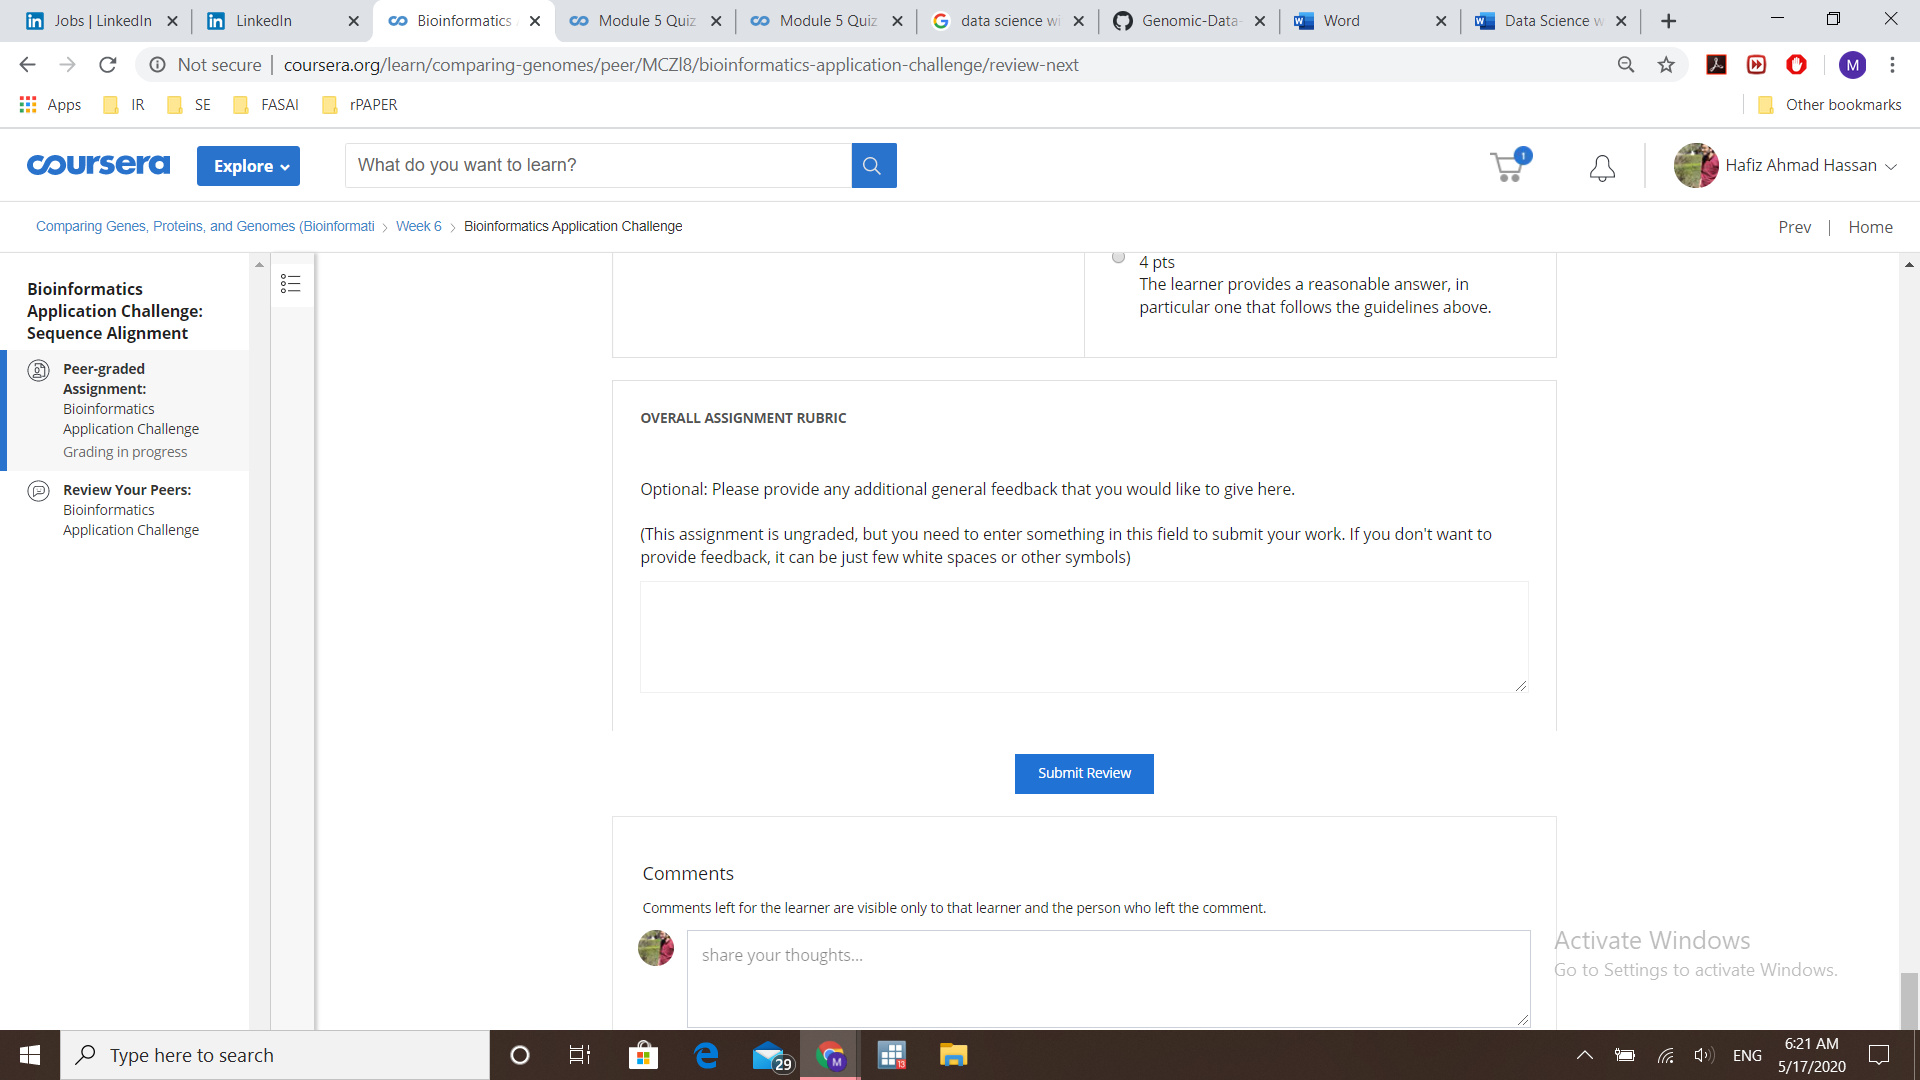 Jobs | LinkedIn
LinkedIn
Bioinformatics
Module 5 Quiz
Module 5 Quiz
data science wi
Genomic-Data-
Word
Data Science w
Not secure
coursera.org/learn/comparing-genomes/peer/MCZl8/bioinformatics-application-challenge/review-next
M
Apps
IR
SE
FASAI
rPAPER
Other bookmarks
coursera
Explore
What do you want to learn?
1
Hafiz Ahmad Hassan
Comparing Genes, Proteins, and Genomes (Bioinformati
Week 6
Bioinformatics Application Challenge
Prev
Home
Bioinformatics
Application Challenge:
Sequence Alignment
Peer-graded
Assignment:
Bioinformatics
Application Challenge
Grading in progress
Review Your Peers:
Bioinformatics
Application Challenge
4 pts
The learner provides a reasonable answer, in
particular one that follows the guidelines above.
OVERALL ASSIGNMENT RUBRIC
Optional: Please provide any additional general feedback that you would like to give here.
(This assignment is ungraded, but you need to enter something in this field to submit your work. If you don't want to
provide feedback, it can be just few white spaces or other symbols)
Submit Review
Comments
Comments left for the learner are visible only to that learner and the person who left the comment.
share your thoughts...
Activate Windows
Go to Settings to activate Windows.
Type here to search
29
M
13
ENG
6:21 AM
5/17/2020